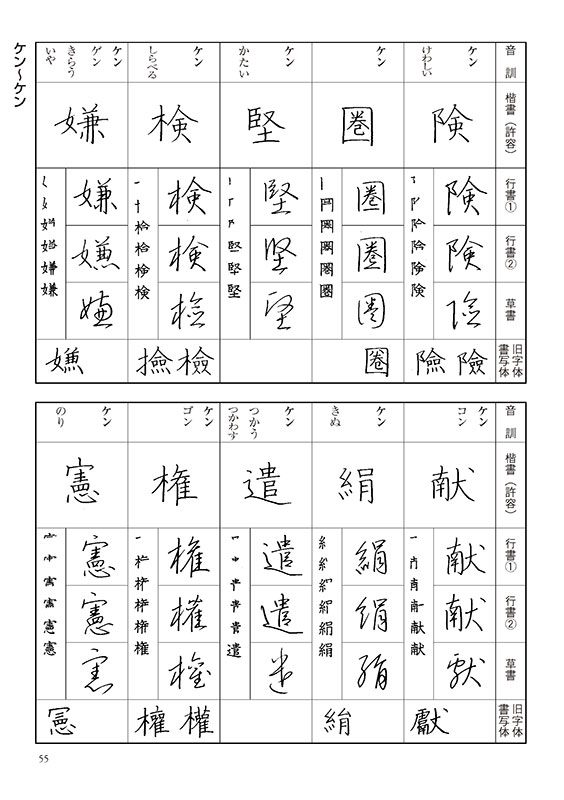 ケン〜ケン
音 訓
楷書(許容)
行書①
行書②
草書
旧字体
書写体
ケン
けわしい
険
険
険
険
險 險
ケン
圏
圏
圏
圏
圈
ケン
かたい
堅
堅
堅
堅
ケン
しらべる
検
検
検
検
檢 撿
ケン
ゲン
きらう
いや
嫌
嫌
嫌
嫌
嫌
音 訓
楷書(許容)
行書①
行書②
草書
旧字体
書写体
ケン
コン
献
献
献
献
獻
ケン
きぬ
絹
絹
絹
絹
絹
ケン
つかう
つかわす
遣
遣
遣
遣
ケン
ゴン
権
権
権
権
權 權
ケン
のり
憲
憲
憲
憲
憲
55